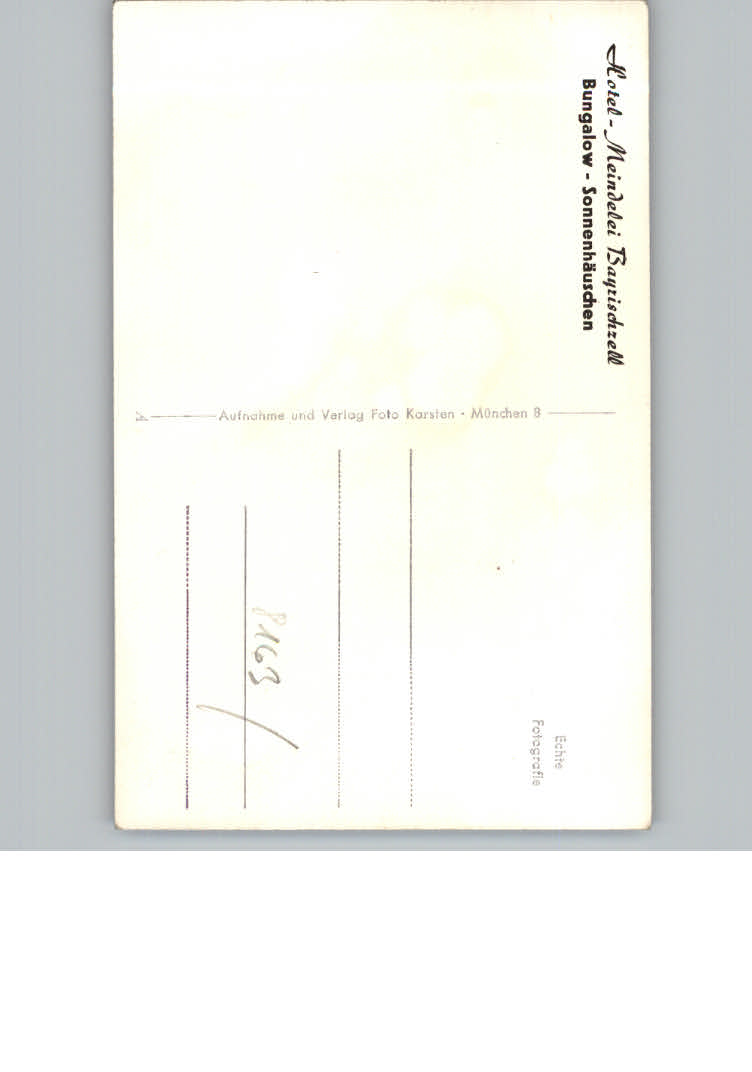 Hotel - Meindelei Bayrischzell
Bungalow - Sonnenhäuschen
Aufnahme und Verlag Foto Karsten · München 8
Echte
Fotografie
8163